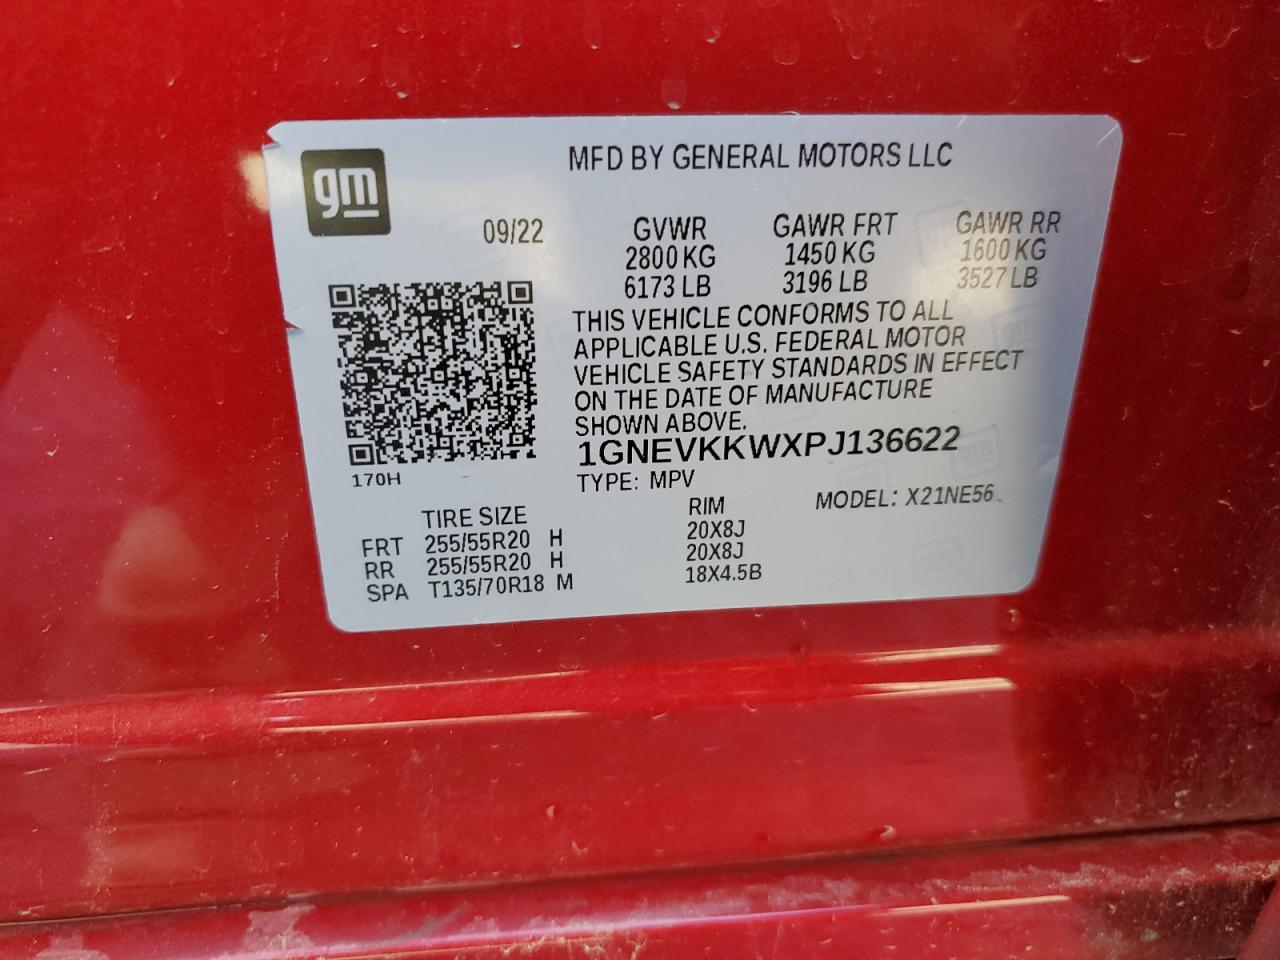 MFD BY GENERAL MOTORS LLC
gm
09/22 GVWR GAWR FRT GAWR RR
2800 KG 1450 KG 1600 KG
6173 LB 3196 LB 3527 LB
THIS VEHICLE CONFORMS TO ALL
APPLICABLE U.S. FEDERAL MOTOR
VEHICLE SAFETY STANDARDS IN EFFECT
ON THE DATE OF MANUFACTURE
SHOWN ABOVE.
1GNEVKKWXPJ136622
170H
TYPE: MPV MODEL: X21NE56
TIRE SIZE RIM
FRT 255/55R20 H 20X8J
RR 255/55R20 H 20X8J
SPA T135/70R18 M 18X4.5B